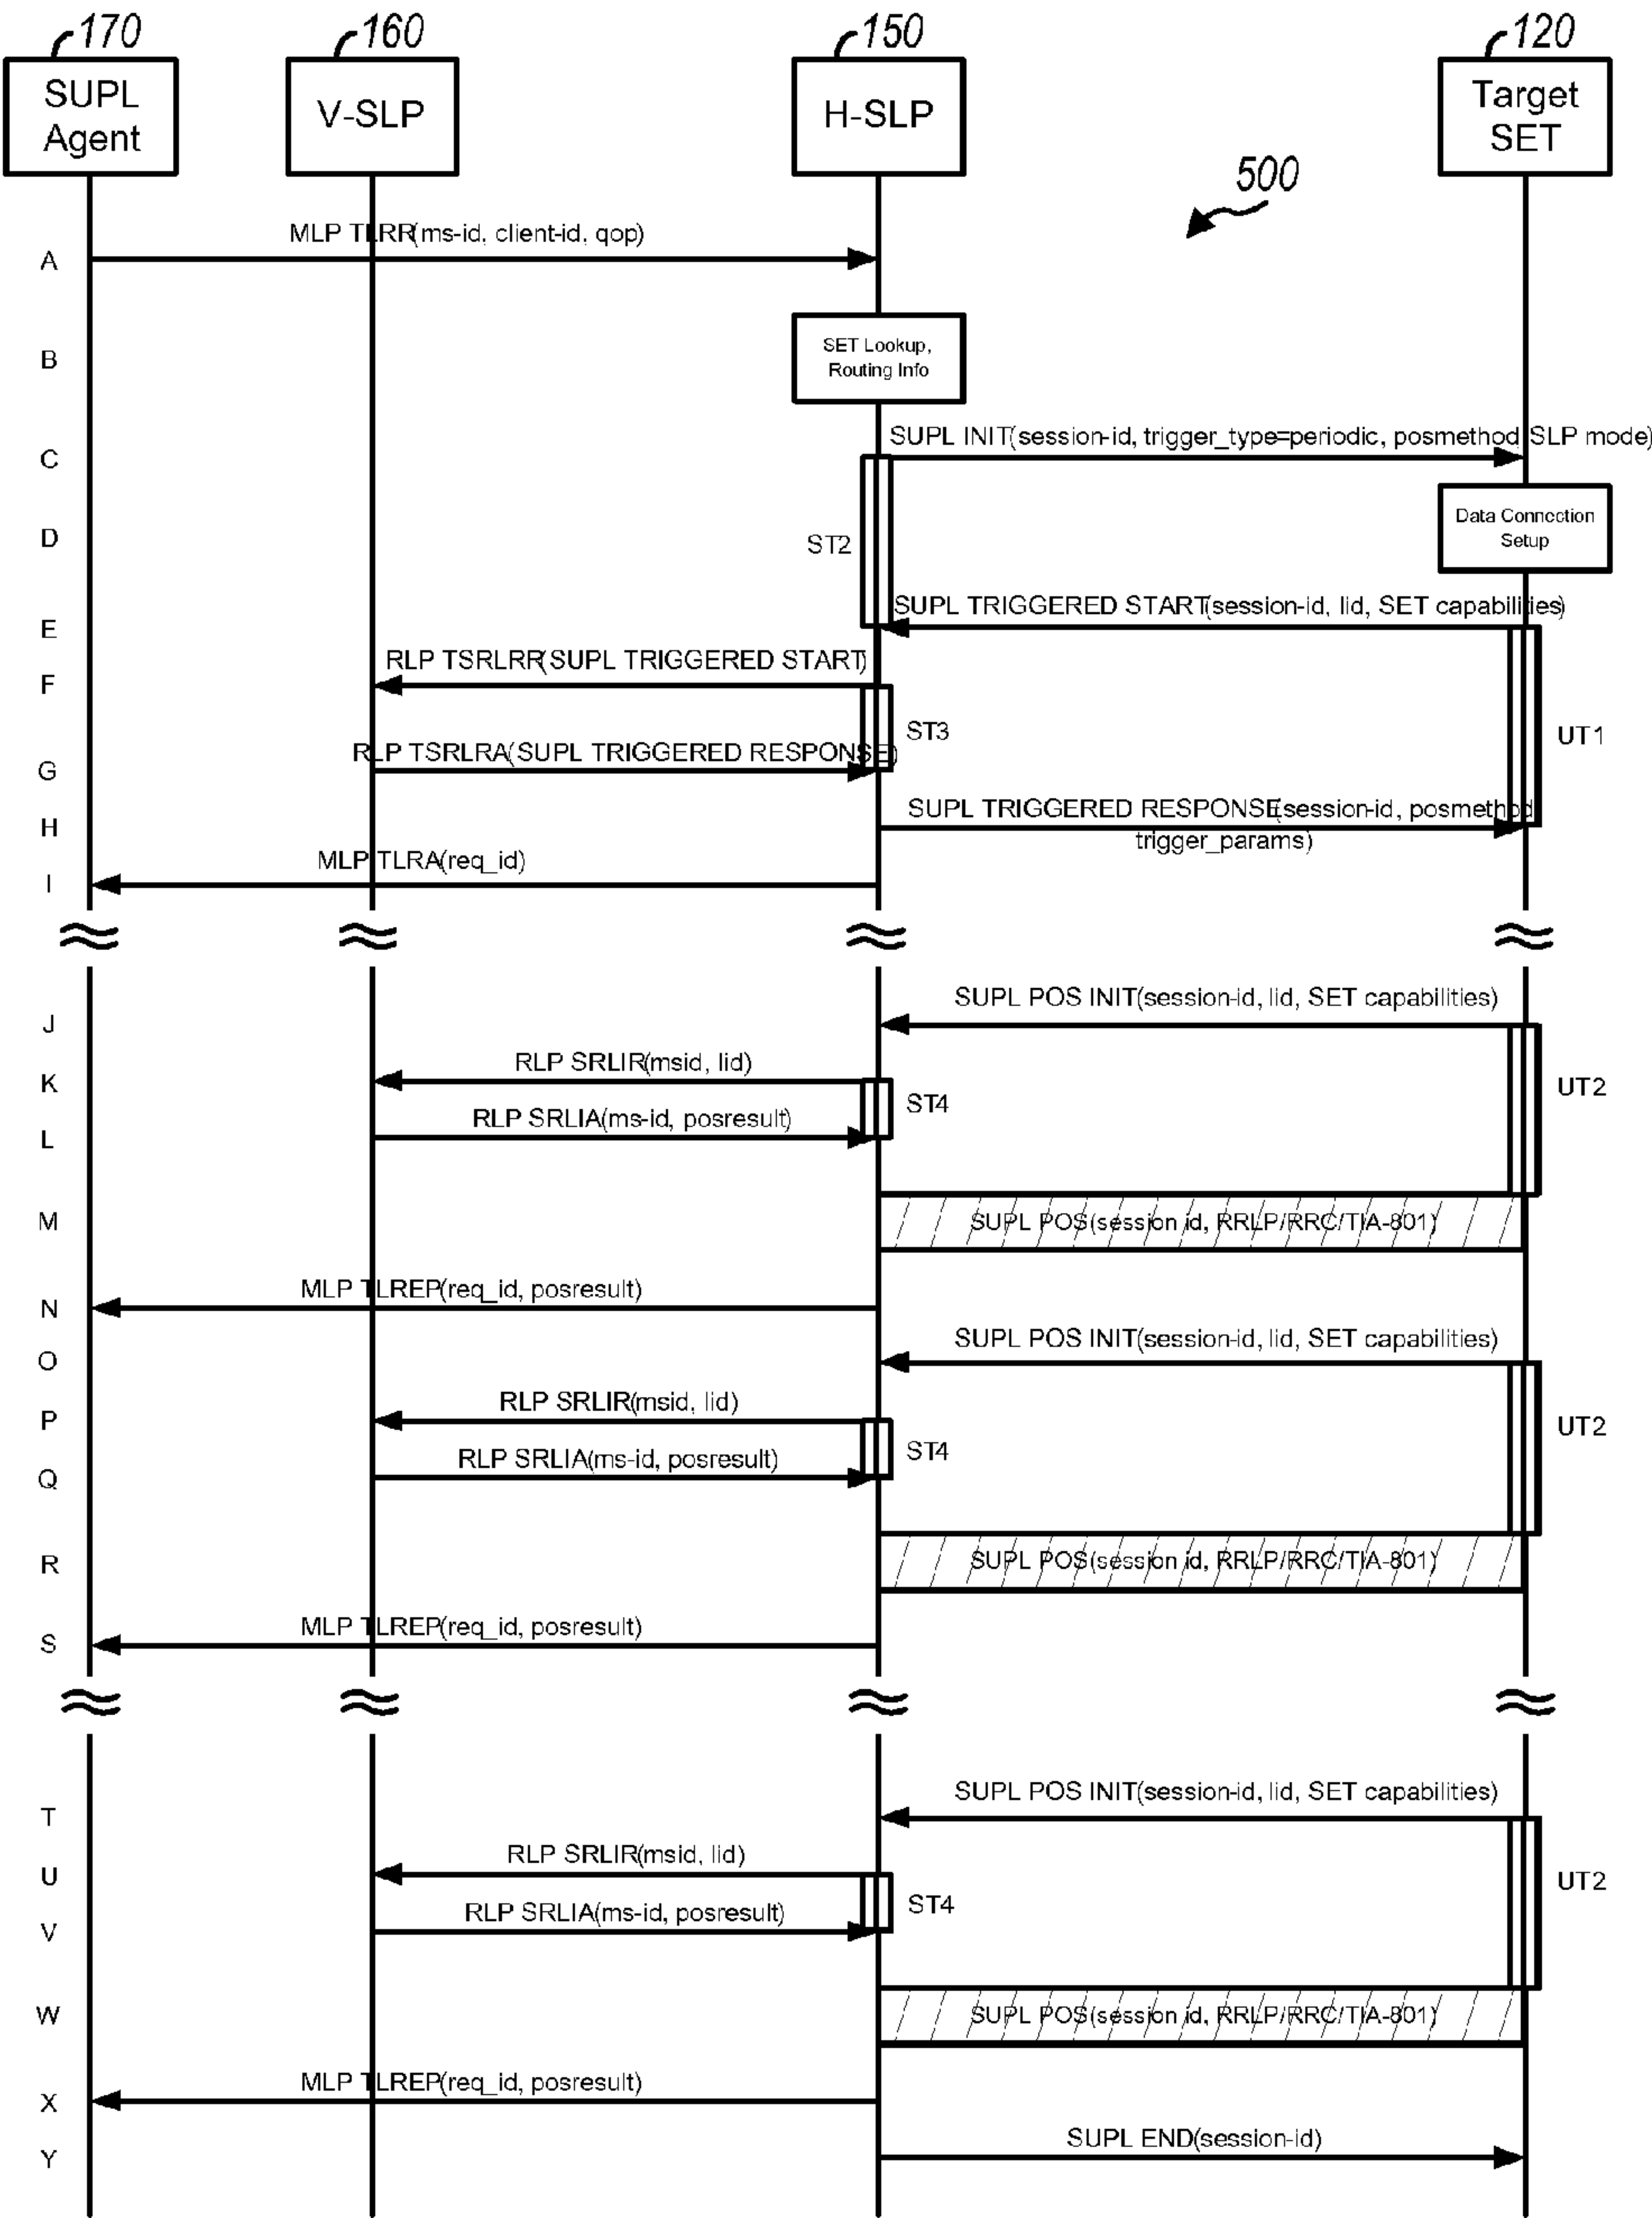 170
160
150
120
SUPL
Agent
V-SLP
H-SLP
Target
SET
500
MLP TLRR(ms-id, client-id, qop)
A
SET Lookup,
Routing Info
B
SUPL INIT(session-id, trigger_type=periodic, posmethod, SLP mode)
C
Data Connection
Setup
D
ST2
SUPL TRIGGERED START(session-id, lid, SET capabilities)
E
RLP TSRLRR(SUPL TRIGGERED START)
F
ST3
UT1
RLP TSRLRA(SUPL TRIGGERED RESPONSE)
G
SUPL TRIGGERED RESPONSE(session-id, posmethod,
trigger_params)
H
MLP TLRA(req_id)
I
SUPL POS INIT(session-id, lid, SET capabilities)
J
RLP SRLIR(msid, lid)
K
ST4
UT2
RLP SRLIA(ms-id, posresult)
L
M
SUPL POS(session id, RRLP/RRC/TIA-801)
MLP TLREP(req_id, posresult)
N
SUPL POS INIT(session-id, lid, SET capabilities)
O
RLP SRLIR(msid, lid)
P
ST4
UT2
RLP SRLIA(ms-id, posresult)
Q
R
SUPL POS(session id, RRLP/RRC/TIA-801)
MLP TLREP(req_id, posresult)
S
SUPL POS INIT(session-id, lid, SET capabilities)
T
RLP SRLIR(msid, lid)
U
ST4
UT2
RLP SRLIA(ms-id, posresult)
V
W
SUPL POS(session id, RRLP/RRC/TIA-801)
MLP TLREP(req_id, posresult)
X
SUPL END(session-id)
Y